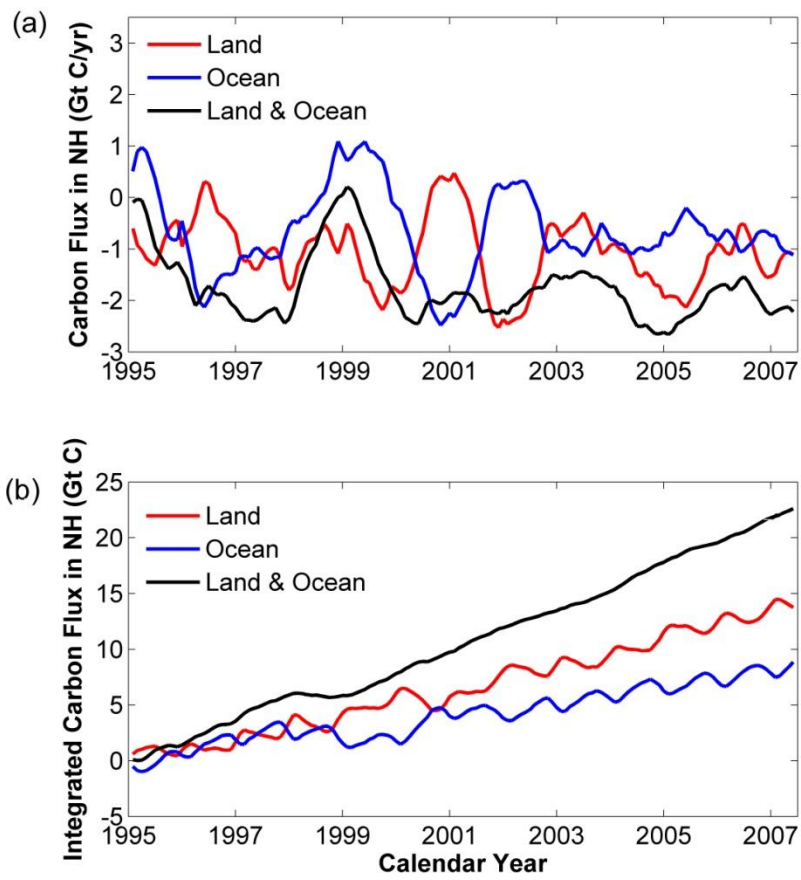 (a)
Carbon Flux in NH (Gt C/yr)
3
2
1
0
-1
-2
-3
Land
Ocean
Land & Ocean
1995 1997 1999 2001 2003 2005 2007
(b)
Integrated Carbon Flux in NH (Gt C)
25
20
15
10
5
0
-5
Land
Ocean
Land & Ocean
1995 1997 1999 2001 2003 2005 2007
Calendar Year